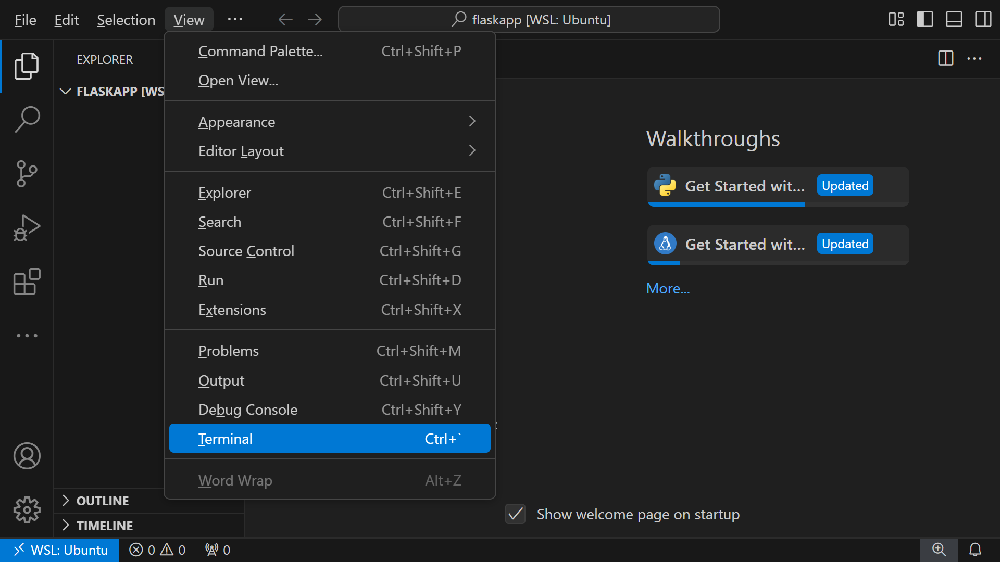 File Edit Selection View ··· flaskapp [WSL: Ubuntu]
EXPLORER
FLASKAPP [WS
Command Palette... Ctrl+Shift+P
Open View...
Appearance
Editor Layout
Explorer Ctrl+Shift+E
Search Ctrl+Shift+F
Source Control Ctrl+Shift+G
Run Ctrl+Shift+D
Extensions Ctrl+Shift+X
Problems Ctrl+Shift+M
Output Ctrl+Shift+U
Debug Console Ctrl+Shift+Y
Terminal Ctrl+`
Word Wrap Alt+Z
Walkthroughs
Get Started wit... Updated
Get Started wit... Updated
More...
Show welcome page on startup
OUTLINE
TIMELINE
WSL: Ubuntu 0 0 0